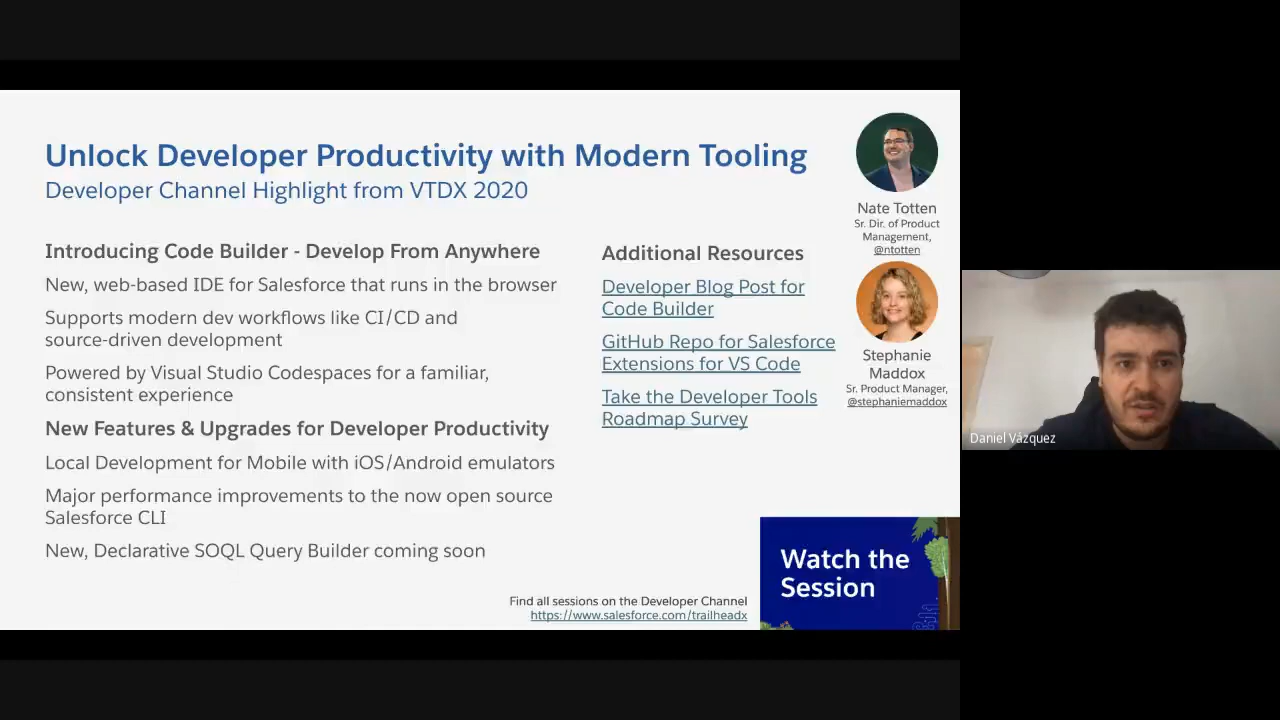 Unlock Developer Productivity with Modern Tooling
Developer Channel Highlight from VTDX 2020
Introducing Code Builder - Develop From Anywhere
New, web-based IDE for Salesforce that runs in the browser
Supports modern dev workflows like CI/CD and
source-driven development
Powered by Visual Studio Codespaces for a familiar,
consistent experience
New Features & Upgrades for Developer Productivity
Local Development for Mobile with iOS/Android emulators
Major performance improvements to the now open source
Salesforce CLI
New, Declarative SOQL Query Builder coming soon
Additional Resources
Developer Blog Post for
Code Builder
GitHub Repo for Salesforce
Extensions for VS Code
Take the Developer Tools
Roadmap Survey
Nate Totten
Sr. Dir. of Product
Management,
@ntotten
Stephanie
Maddox
Sr. Product Manager,
@stephaniemaddox
Daniel Vázquez
Watch the
Session
Find all sessions on the Developer Channel
https://www.salesforce.com/trailheadx